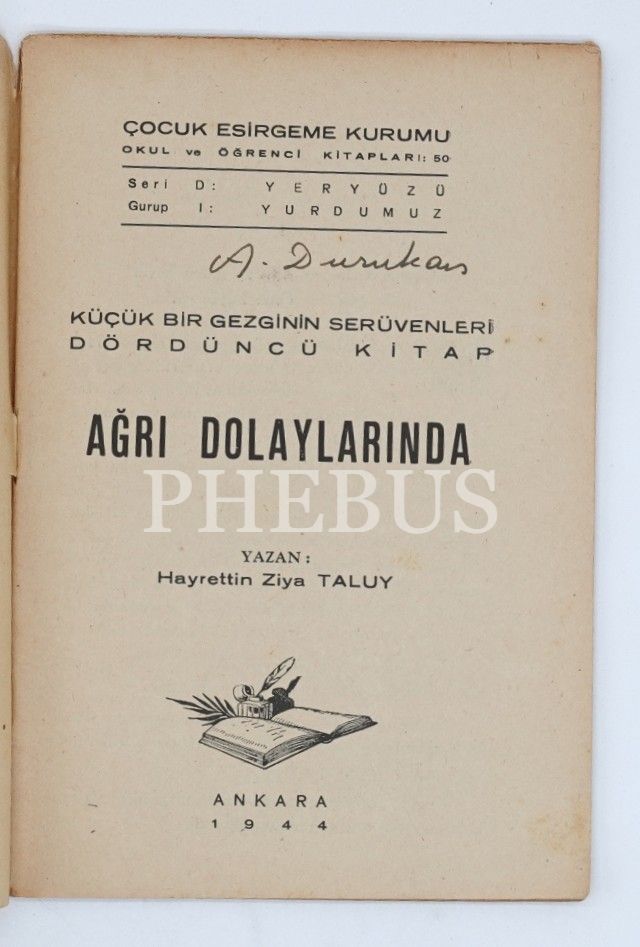 ÇOCUK ESİRGEME KURUMU
OKUL ve ÖĞRENCİ KİTAPLARI: 50
Seri D: YERYÜZÜ
Gurup I: YURDUMUZ
A. Durukan
KÜÇÜK BİR GEZGİNİN SERÜVENLERİ
DÖRDÜNCÜ KİTAP
AĞRI DOLAYLARINDA
PHEBUS
YAZAN:
Hayrettin Ziya TALUY
ANKARA
1944